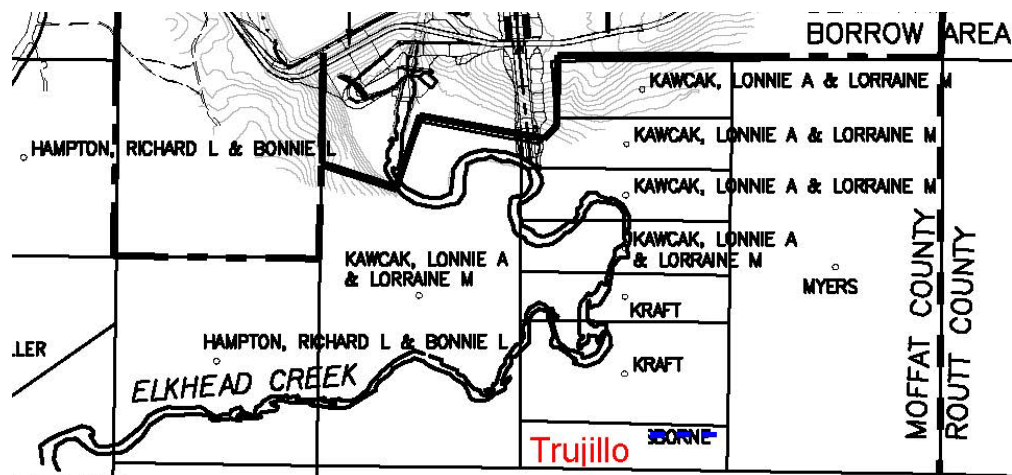 BORROW AREA
KAWCAK, LONNIE A & LORRAINE M
HAMPTON, RICHARD L & BONNIE L
KAWCAK, LONNIE A & LORRAINE M
KAWCAK, LONNIE A & LORRAINE M
KAWCAK, LONNIE A
& LORRAINE M
KAWCAK, LONNIE A
& LORRAINE M
MYERS
KRAFT
HAMPTON, RICHARD L & BONNIE L
KRAFT
ELKHEAD CREEK
MOFFAT COUNTY
ROUTT COUNTY
Trujillo